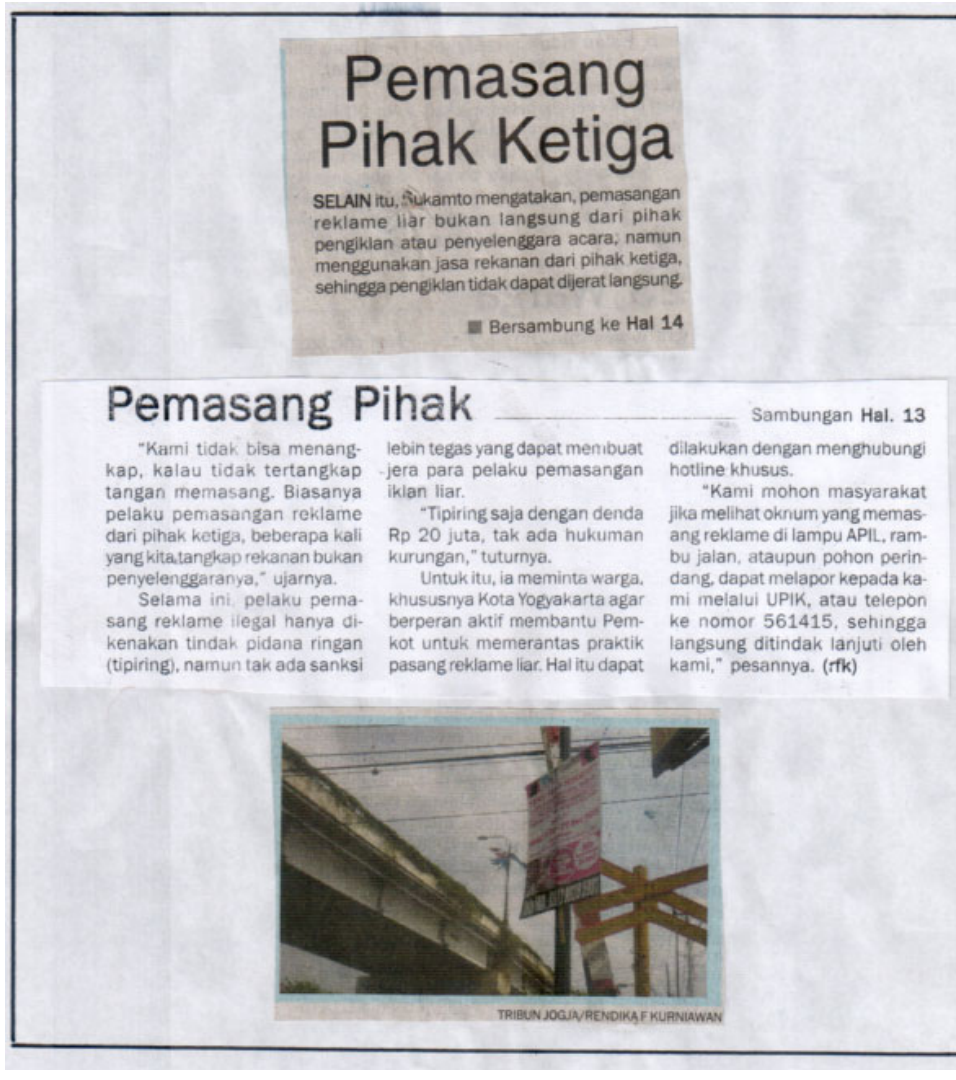 Pemasang
Pihak Ketiga
SELAIN itu, Sukamto mengatakan, pemasangan
reklame liar bukan langsung dari pihak
pengiklan atau penyelenggara acara, namun
menggunakan jasa rekanan dari pihak ketiga,
sehingga pengiklan tidak dapat dijerat langsung.
■ Bersambung ke Hal 14
Pemasang Pihak
Sambungan Hal. 13
"Kami tidak bisa menang-
kap, kalau tidak tertangkap
tangan memasang. Biasanya
pelaku pemasangan reklame
dari pihak ketiga, beberapa kali
yang kita tangkap rekanan bukan
penyelenggaranya," ujarnya.
Selama ini, pelaku pema-
sang reklame ilegal hanya di-
kenakan tindak pidana ringan
(tipiring), namun tak ada sanksi
lebih tegas yang dapat membuat
jera para pelaku pemasangan
iklan liar.
"Tipiring saja dengan denda
Rp 20 juta, tak ada hukuman
kurungan," tuturnya.
Untuk itu, ia meminta warga,
khususnya Kota Yogyakarta agar
berperan aktif membantu Pem-
kot untuk memerantas praktik
pasang reklame liar. Hal itu dapat
dilakukan dengan menghubungi
hotline khusus.
"Kami mohon masyarakat
jika melihat oknum yang memas-
ang reklame di lampu APIL, ram-
bu jalan, ataupun pohon perin-
dang, dapat melapor kepada ka-
mi melalui UPIK, atau telepon
ke nomor 561415, sehingga
langsung ditindak lanjuti oleh
kami," pesannya. (rfk)
TRIBUN JOGJA/RENDIKA F KURNIAWAN